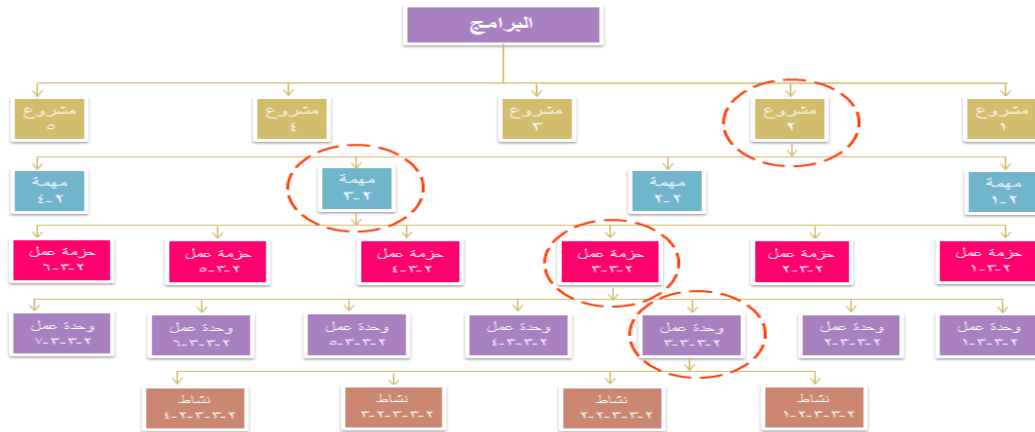 البرامج
مشروع
١
مشروع
٢
مشروع
٣
مشروع
٤
مشروع
٥
مهمة
٢-١
مهمة
٢-٢
مهمة
٢-٣
مهمة
٢-٤
حزمة عمل
٢-٣-١
حزمة عمل
٢-٣-٢
حزمة عمل
٢-٣-٣
حزمة عمل
٢-٣-٤
حزمة عمل
٢-٣-٥
حزمة عمل
٢-٣-٦
وحدة عمل
٢-٣-٣-١
وحدة عمل
٢-٣-٣-٢
وحدة عمل
٢-٣-٣-٣
وحدة عمل
٢-٣-٣-٤
وحدة عمل
٢-٣-٣-٥
وحدة عمل
٢-٣-٣-٦
وحدة عمل
٢-٣-٣-٧
نشاط
٢-٣-٣-٢-١
نشاط
٢-٣-٣-٢-٢
نشاط
٢-٣-٣-٢-٣
نشاط
٢-٣-٣-٢-٤